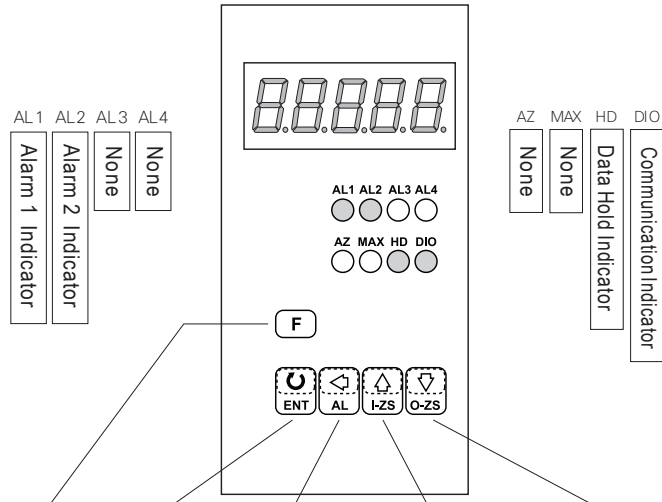 AL1 AL2 AL3 AL4
Alarm 1 Indicator
Alarm 2 Indicator
None
None
AL1 AL2 AL3 AL4
AZ MAX HD DIO
F
ENT AL I-ZS O-ZS
AZ MAX HD DIO
None
None
Data Hold Indicator
Communication Indicator